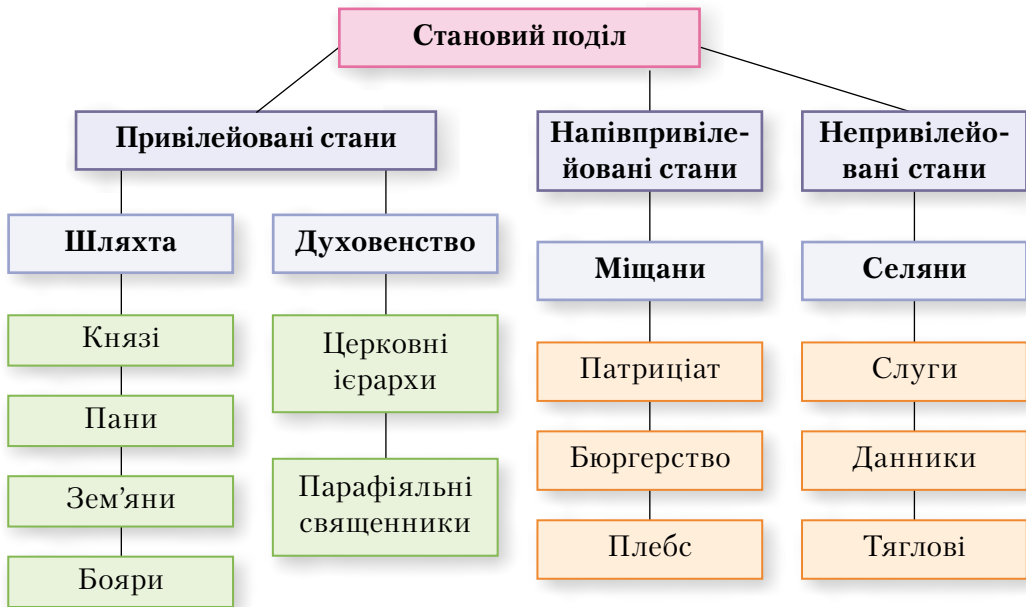 Становий поділ
Привілейовані стани
Шляхта
Князі
Пани
Зем’яни
Бояри
Духовенство
Церковні
ієрархи
Парафіяльні
священники
Напівпривіле-
йовані стани
Міщани
Патриціат
Бюргерство
Плебс
Непривілейо-
вані стани
Селяни
Слуги
Данники
Тяглові